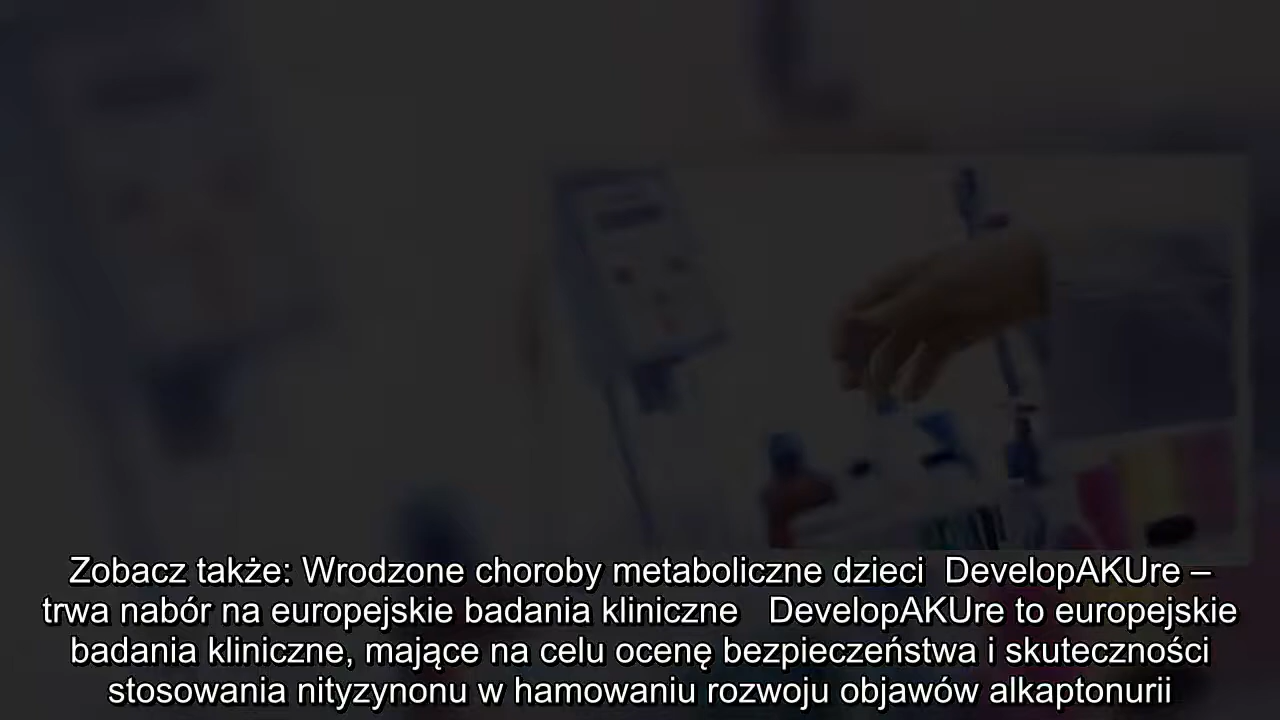 Zobacz także: Wrodzone choroby metaboliczne dzieci  DevelopAKUre –
trwa nabór na europejskie badania kliniczne   DevelopAKUre to europejskie
badania kliniczne, mające na celu ocenę bezpieczeństwa i skuteczności
stosowania nityzynonu w hamowaniu rozwoju objawów alkaptonurii